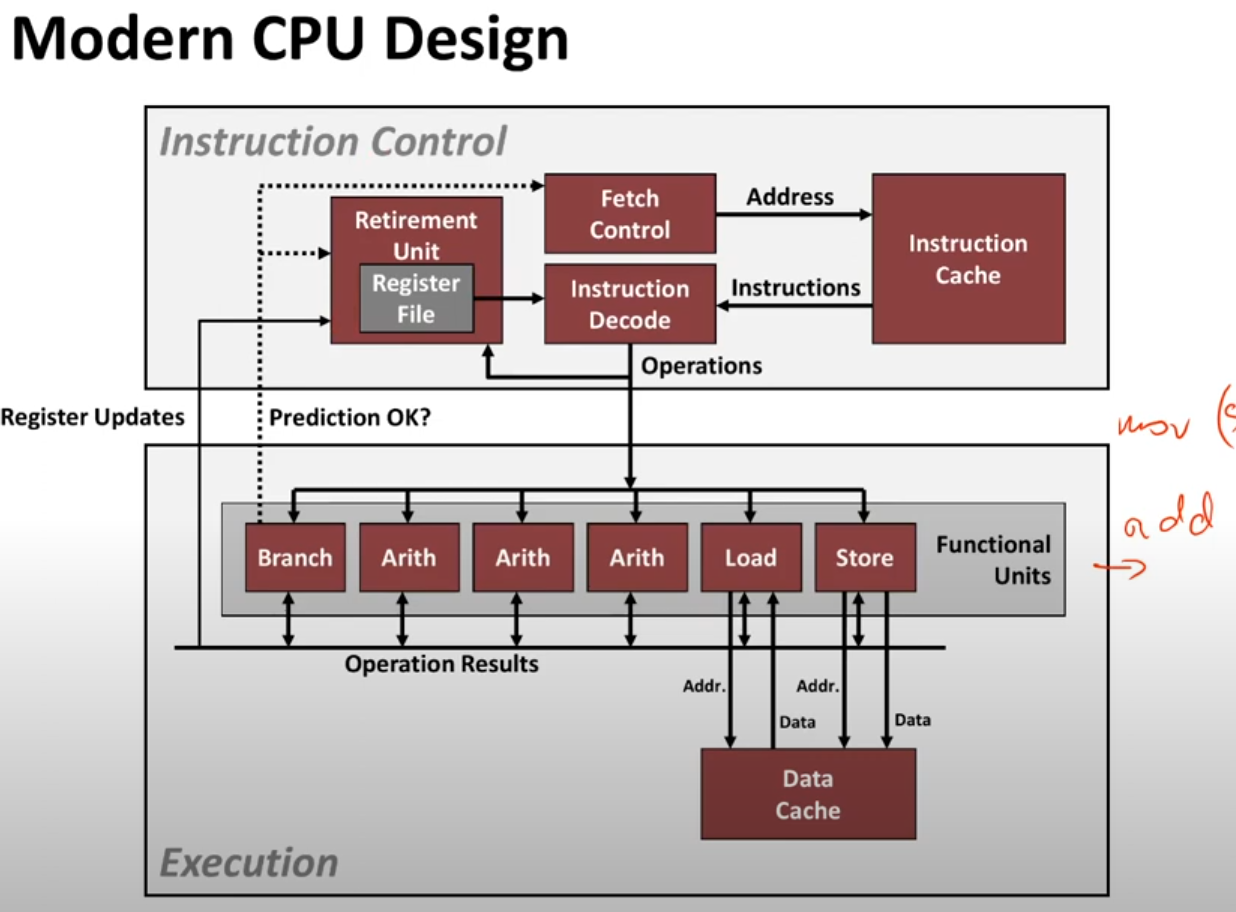 Modern CPU Design
Instruction Control
Fetch
Control
Address
Instruction
Cache
Retirement
Unit
Register
File
Instruction
Decode
Instructions
Operations
Register Updates
Prediction OK?
mov (
add
Branch
Arith
Arith
Arith
Load
Store
Functional
Units
Operation Results
Addr.
Addr.
Data
Data
Data
Cache
Execution